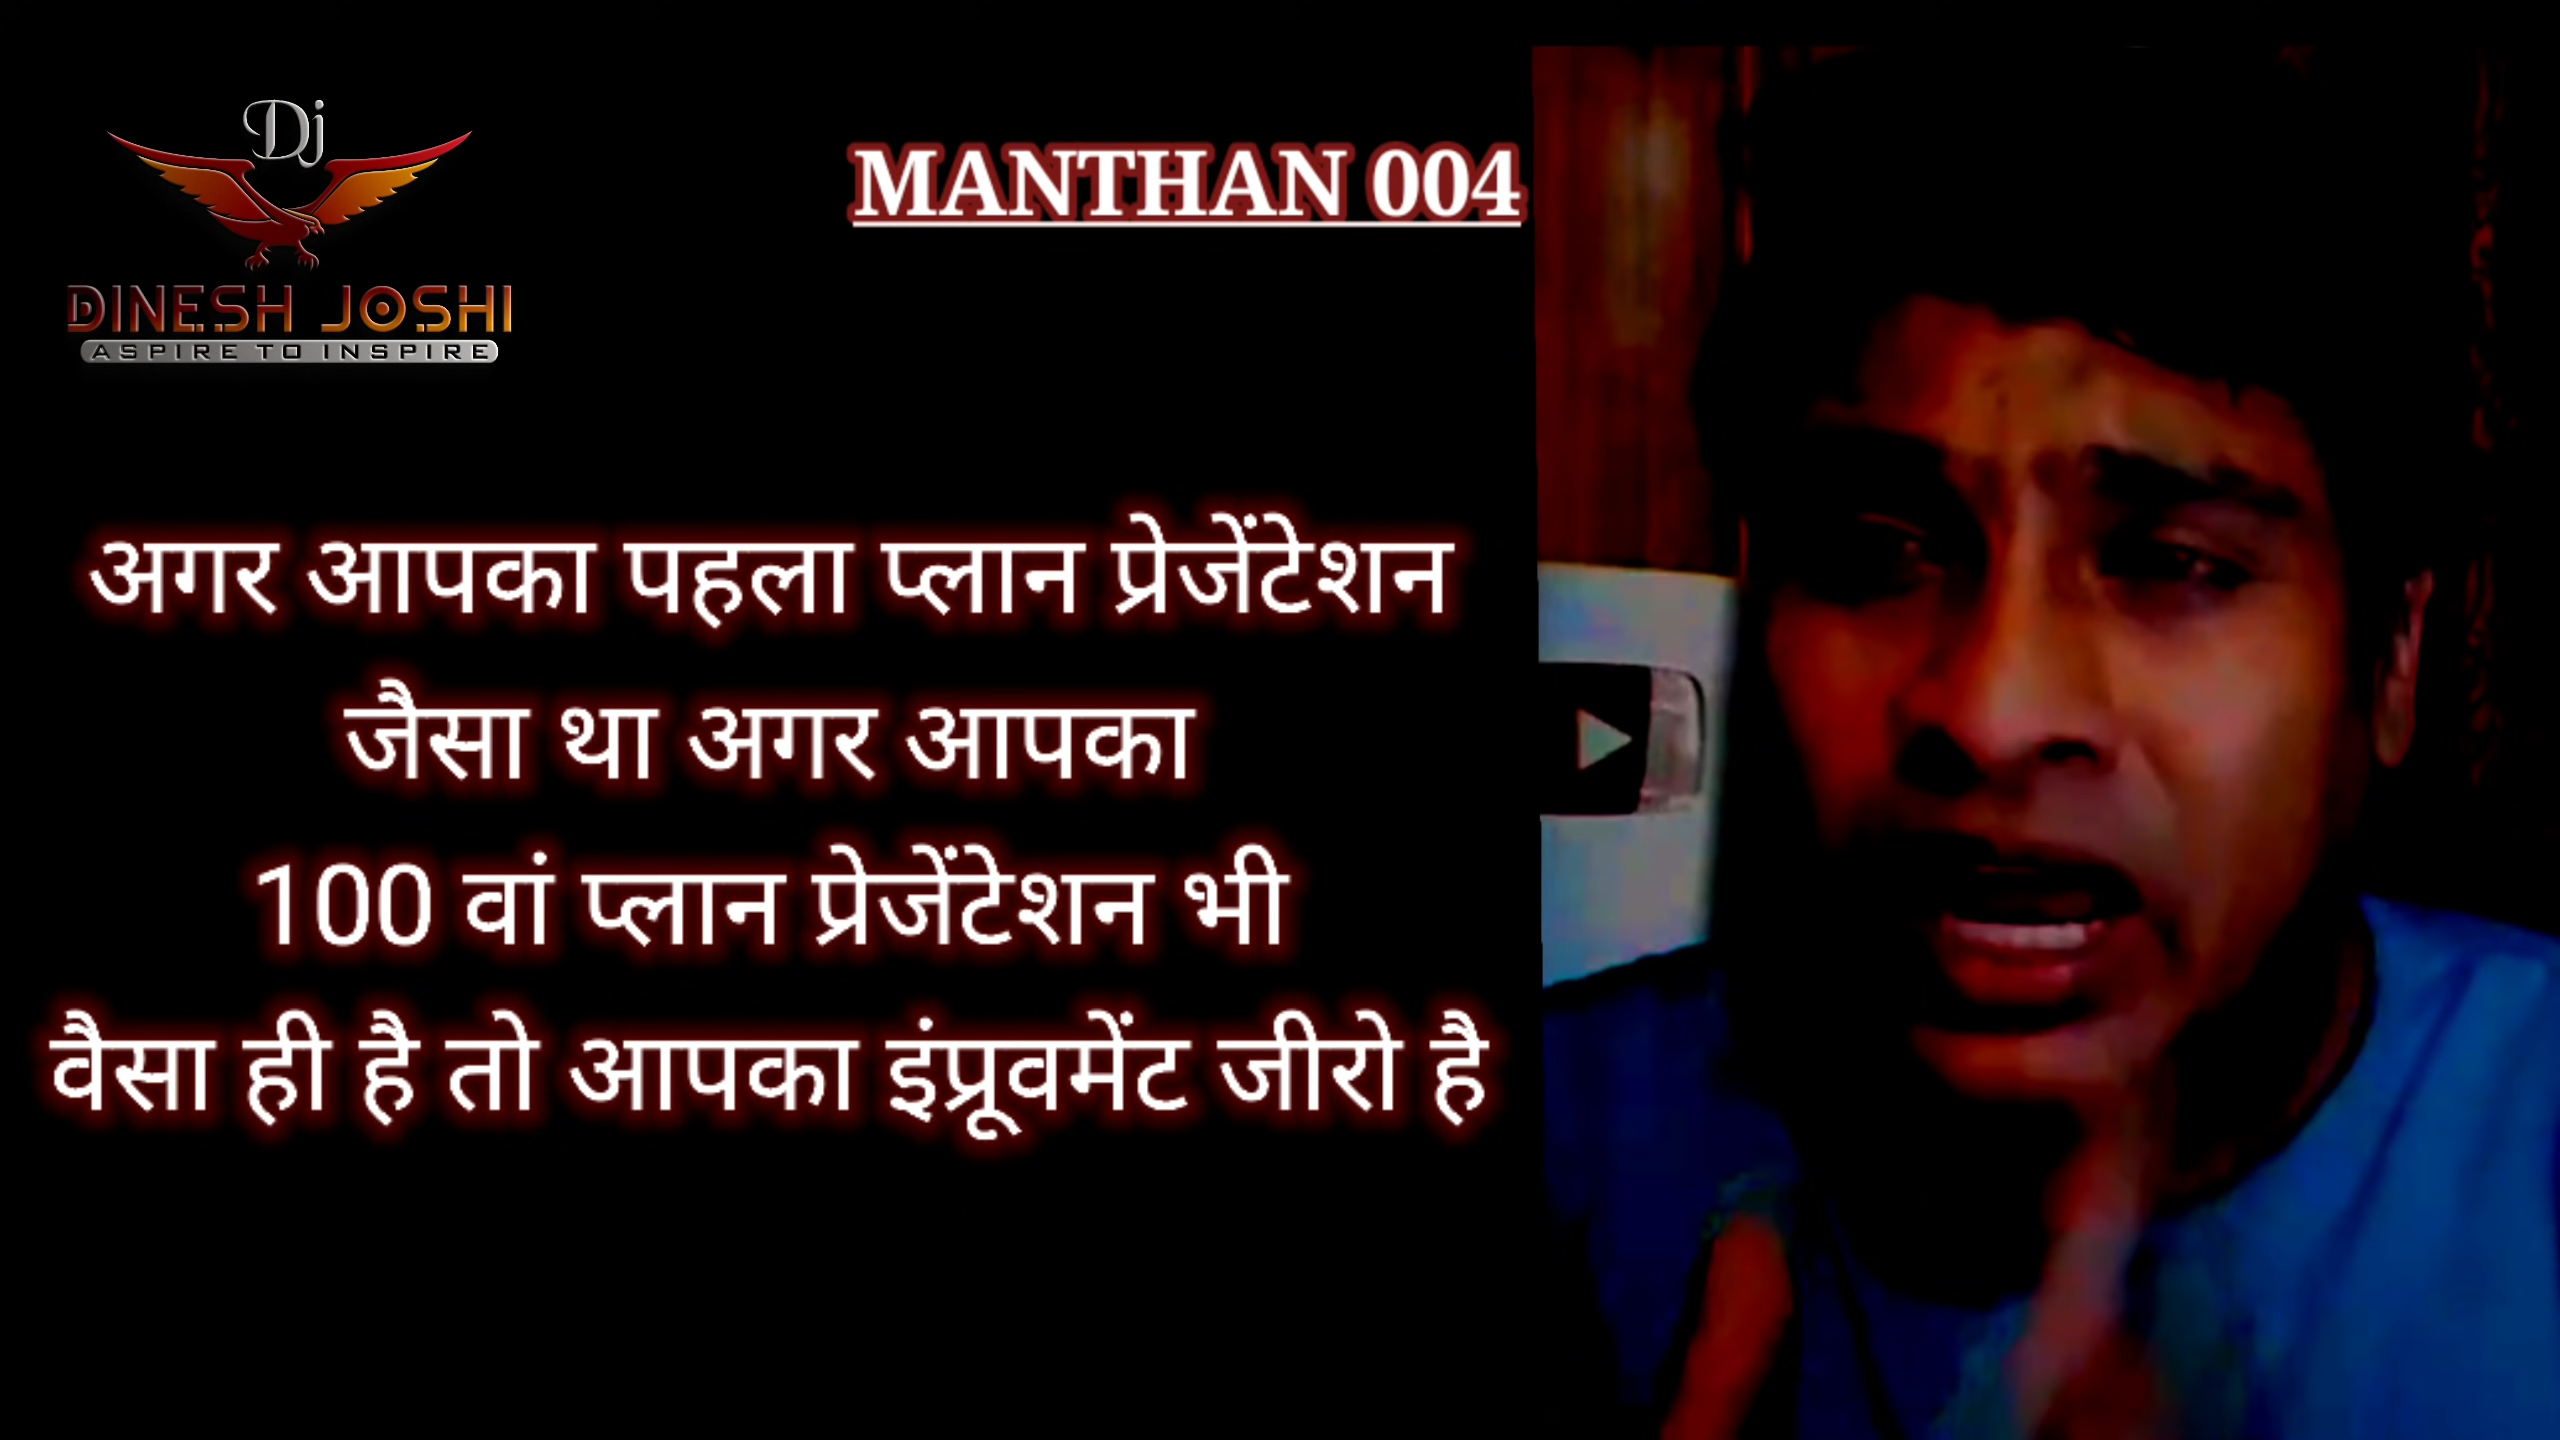 Dj
DINESH JOSHI
ASPIRE TO INSPIRE
MANTHAN 004
अगर आपका पहला प्लान प्रेजेंटेशन
जैसा था अगर आपका
100 वां प्लान प्रेजेंटेशन भी
वैसा ही है तो आपका इंप्रूवमेंट जीरो है